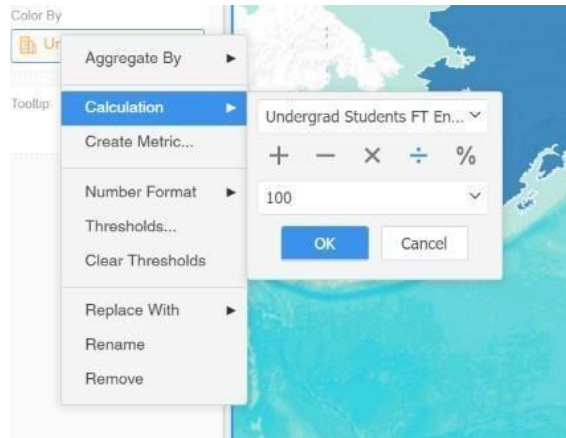 Color By
Un
Aggregate By
Tooltip
Calculation
Create Metric...
Number Format
Thresholds...
Clear Thresholds
Replace With
Rename
Remove
Undergrad Students FT En...
+ − × ÷ %
100
OK Cancel